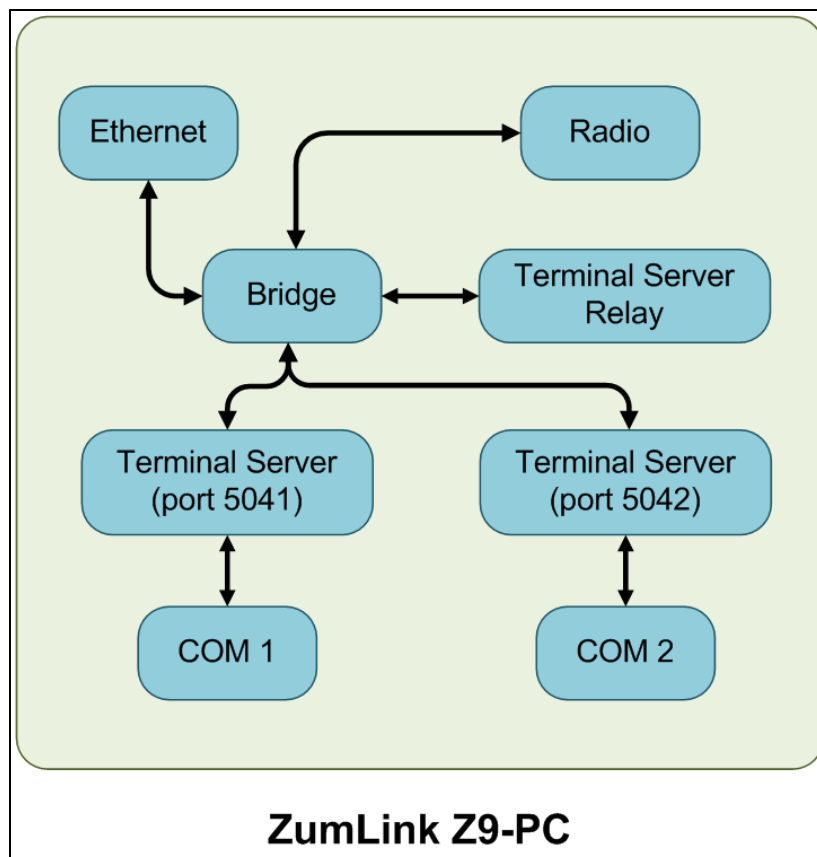 Ethernet
Radio
Bridge
Terminal Server
Relay
Terminal Server
(port 5041)
Terminal Server
(port 5042)
COM 1
COM 2
ZumLink Z9-PC